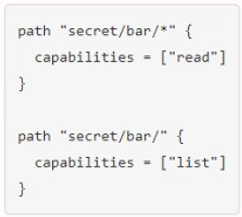 path "secret/bar/*" {
  capabilities = ["read"]
}
path "secret/bar/" {
  capabilities = ["list"]
}